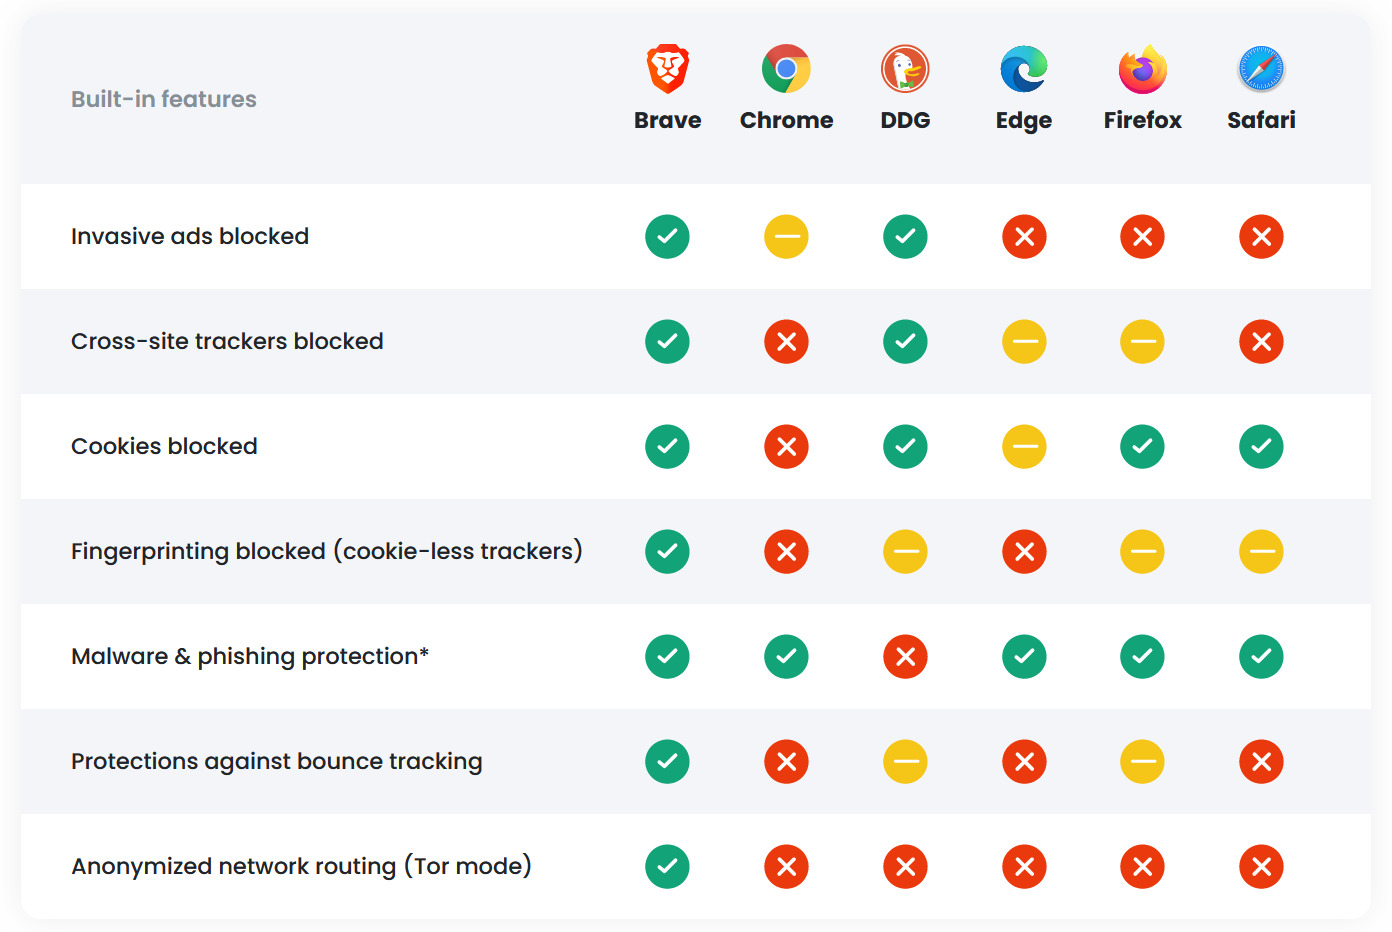 Built-in features
Brave Chrome DDG Edge Firefox Safari
Invasive ads blocked
Cross-site trackers blocked
Cookies blocked
Fingerprinting blocked (cookie-less trackers)
Malware & phishing protection*
Protections against bounce tracking
Anonymized network routing (Tor mode)